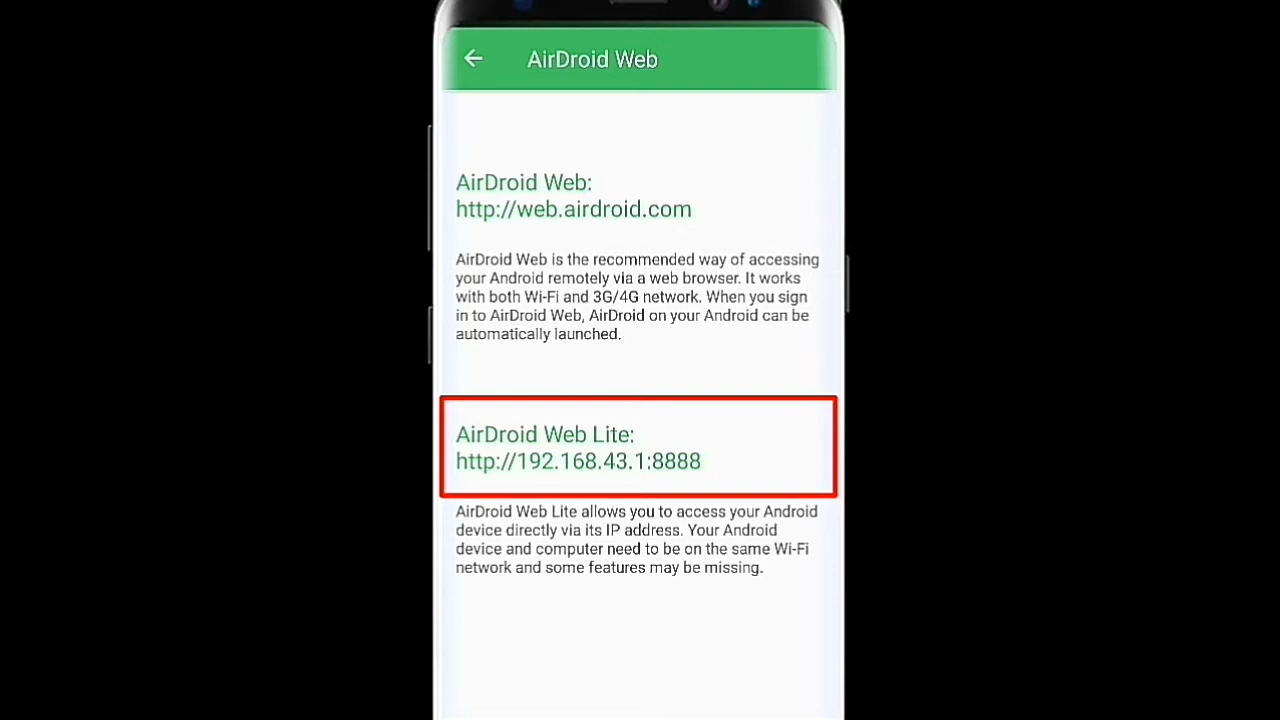 AirDroid Web
AirDroid Web:
http://web.airdroid.com
AirDroid Web is the recommended way of accessing
your Android remotely via a web browser. It works
with both Wi-Fi and 3G/4G network. When you sign
in to AirDroid Web, AirDroid on your Android can be
automatically launched.
AirDroid Web Lite:
http://192.168.43.1:8888
AirDroid Web Lite allows you to access your Android
device directly via its IP address. Your Android
device and computer need to be on the same Wi-Fi
network and some features may be missing.